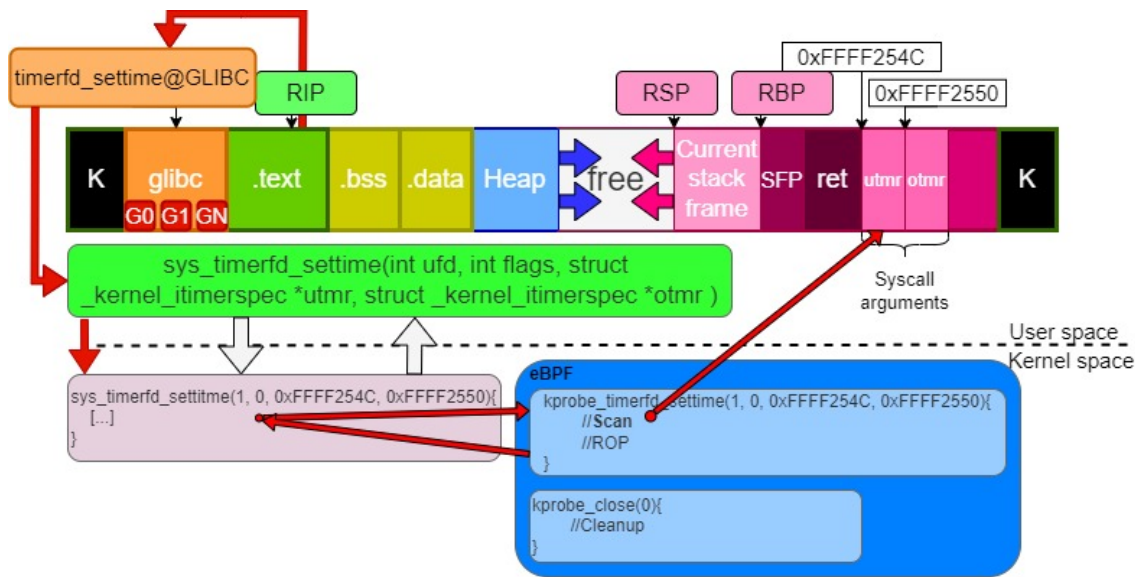 timerfd_settime@GLIBC
RIP
RSP
RBP
0xFFFF254C
0xFFFF2550
K
glibc
G0
G1
GN
.text
.bss
.data
Heap
free
Current
stack
frame
SFP
ret
utmr
otmr
K
Syscall
arguments
sys_timerfd_settime(int ufd, int flags, struct
_kernel_itimerspec *utmr, struct _kernel_itimerspec *otmr )
User space
Kernel space
sys_timerfd_settitme(1, 0, 0xFFFF254C, 0xFFFF2550){
[...]
}
eBPF
kprobe_timerfd_settime(1, 0, 0xFFFF254C, 0xFFFF2550){
//Scan
//ROP
}
kprobe_close(0){
//Cleanup
}